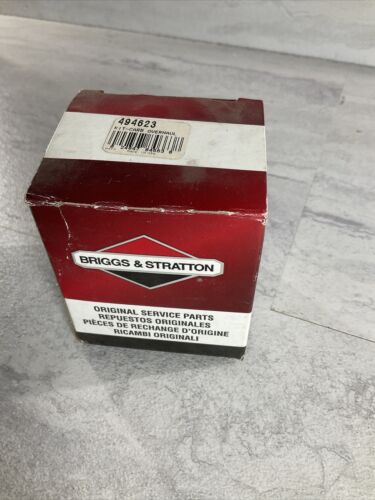 494623
KIT-CARB OVERHAUL
BRIGGS & STRATTON
ORIGINAL SERVICE PARTS
REPUESTOS ORIGINALES
PIÈCES DE RECHANGE D'ORIGINE
RICAMBI ORIGINALI